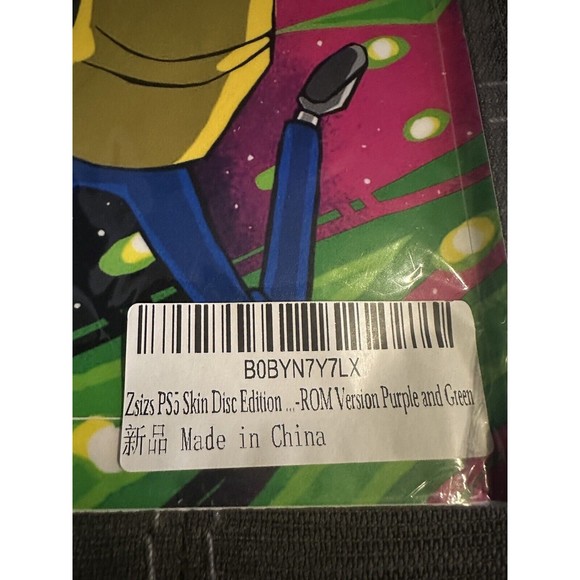 B0BYN7Y7LX
Zsizs PS5 Skin Disc Edition ...-ROM Version Purple and Green
新品 Made in China